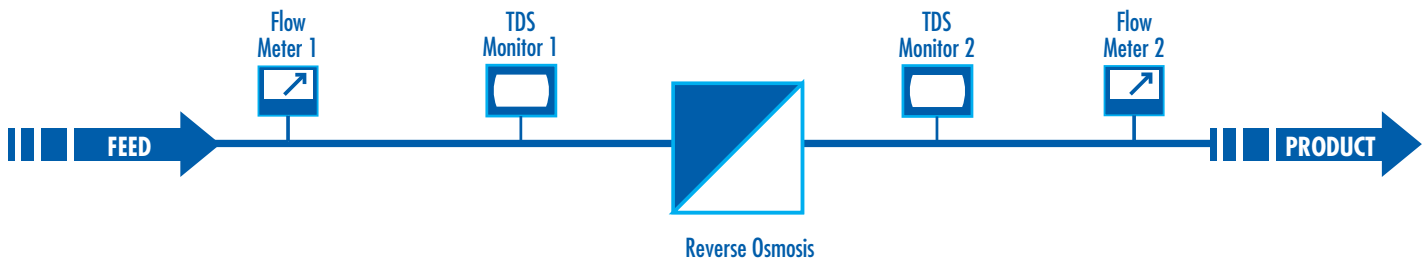 Flow
Meter 1
TDS
Monitor 1
TDS
Monitor 2
Flow
Meter 2
FEED
PRODUCT
Reverse Osmosis